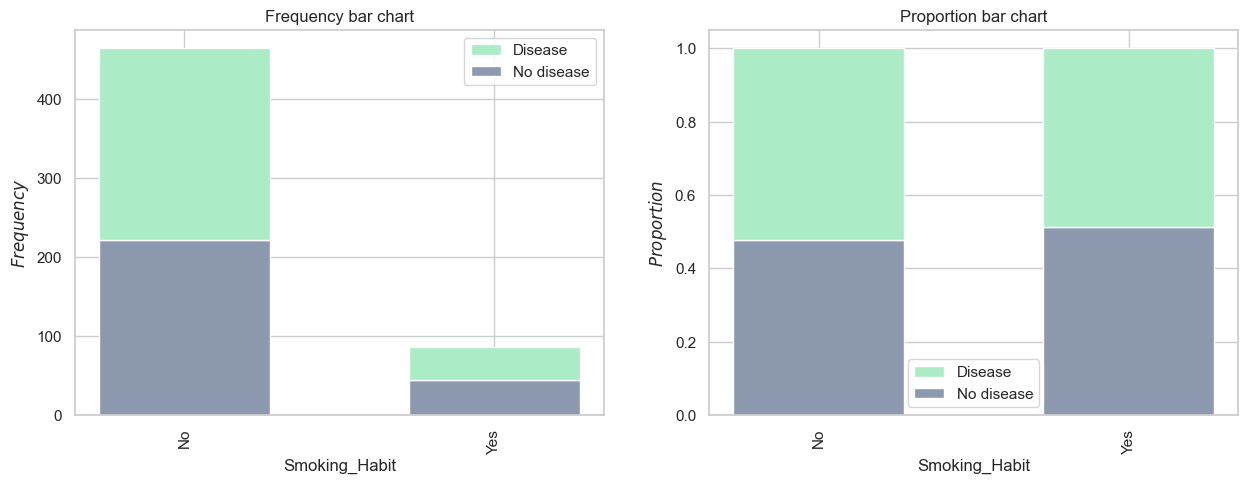 Frequency bar chart
Disease
No disease
400
300
200
100
0
Frequency
No
Yes
Smoking_Habit
Proportion bar chart
1.0
0.8
0.6
0.4
0.2
0.0
Proportion
Disease
No disease
No
Yes
Smoking_Habit